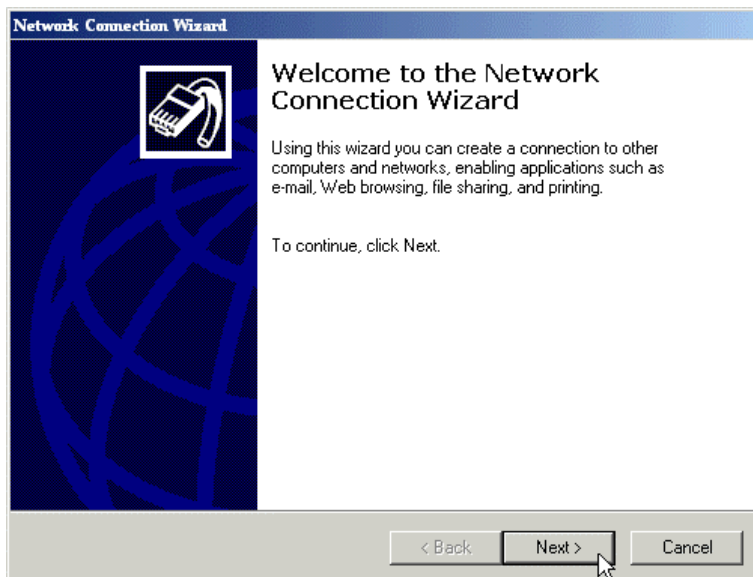 Network Connection Wizard
Welcome to the Network
Connection Wizard
Using this wizard you can create a connection to other
computers and networks, enabling applications such as
e-mail, Web browsing, file sharing, and printing.
To continue, click Next.
< Back
Next >
Cancel